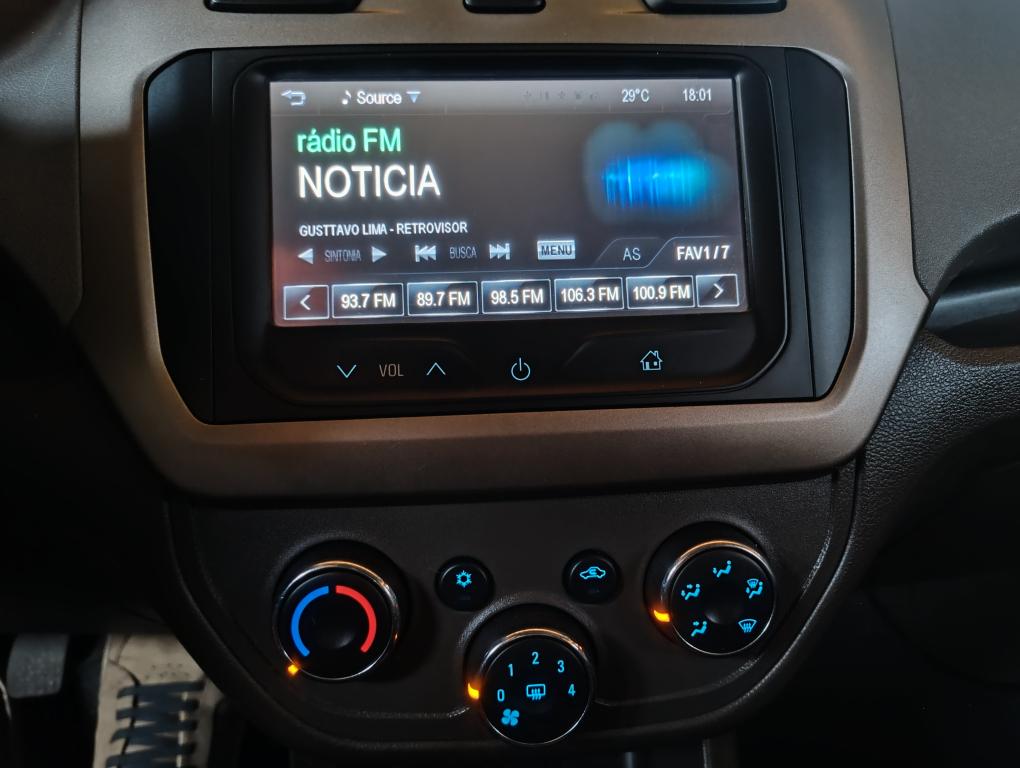 Source 29°C 18:01
rádio FM
NOTICIA
GUSTTAVO LIMA - RETROVISOR
SINTONIA BUSCA MENU AS FAV1/7
93.7 FM 89.7 FM 98.5 FM 106.3 FM 100.9 FM
VOL
0 1 2 3 4